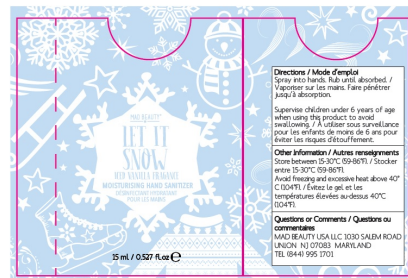 MAD BEAUTY
LET IT
SNOW
ICED VANILLA FRAGRANCE
MOISTURISING HAND SANITIZER
DÉSINFECTANT HYDRATANT
POUR LES MAINS
15 ml / 0.527 fl.oz ℮
Directions / Mode d'emploi
Spray into hands. Rub until absorbed. /
Vaporiser sur les mains. Faire pénétrer
jusqu'à absorption.
Supervise children under 6 years of age
when using this product to avoid
swallowing. / À utiliser sous surveillance
pour les enfants de moins de 6 ans pour
éviter les risques d'étouffement.
Other information / Autres renseignments
Store between 15-30°C (59-86°F). / Stocker
entre 15-30°C (59-86°F).
Avoid freezing and excessive heat above 40°
C (104°F). / Évitez le gel et les
températures élevées au-dessus 40°C
(104°F).
Questions or Comments / Questions ou
commentaires
MAD BEAUTY USA LLC 1030 SALEM ROAD
UNION NJ 07083 MARYLAND
TEL (844) 995 1701